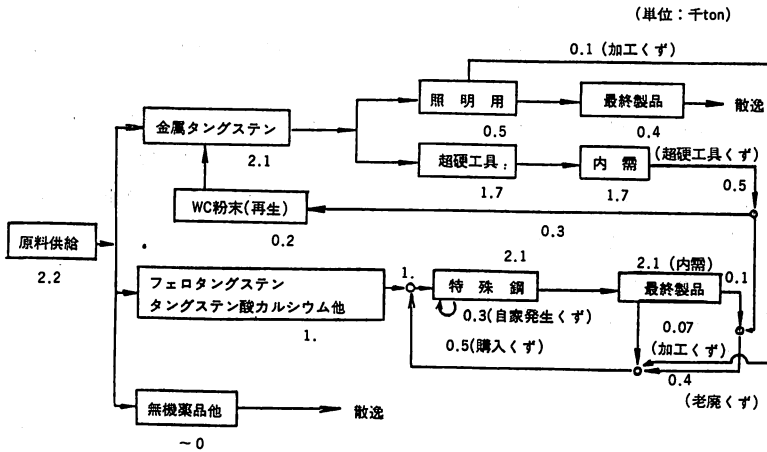 (単位：千ton)
0.1 (加工くず)
照明用
最終製品
散逸
金属タングステン
0.5
0.4
(超硬工具くず)
2.1
超硬工具
内需
0.5
1.7
1.7
WC粉末(再生)
0.3
0.2
原料供給
2.2
2.1
2.1 (内需)
フェロタングステン
タングステン酸カルシウム他
1.
特殊鋼
最終製品
0.1
0.3(自家発生くず)
0.07
(加工くず)
1.
0.5(購入くず)
0.4
(老廃くず)
無機薬品他
散逸
~0